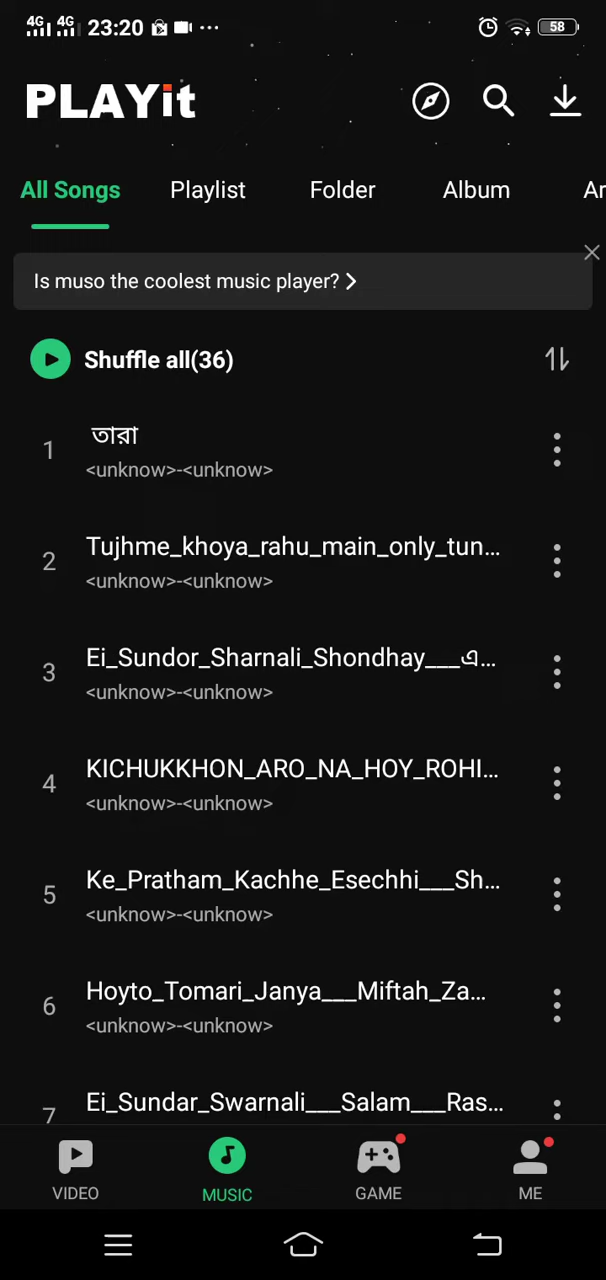 4G 4G 23:20 58
PLAYit
All Songs Playlist Folder Album Ar
Is muso the coolest music player?
Shuffle all(36)
1 তারা
<unknow>-<unknow>
2 Tujhme_khoya_rahu_main_only_tun...
<unknow>-<unknow>
3 Ei_Sundor_Sharnali_Shondhay___এ...
<unknow>-<unknow>
4 KICHUKKHON_ARO_NA_HOY_ROHI...
<unknow>-<unknow>
5 Ke_Pratham_Kachhe_Esechhi___Sh...
<unknow>-<unknow>
6 Hoyto_Tomari_Janya___Miftah_Za...
<unknow>-<unknow>
7 Ei_Sundar_Swarnali___Salam___Ras...
VIDEO MUSIC GAME ME